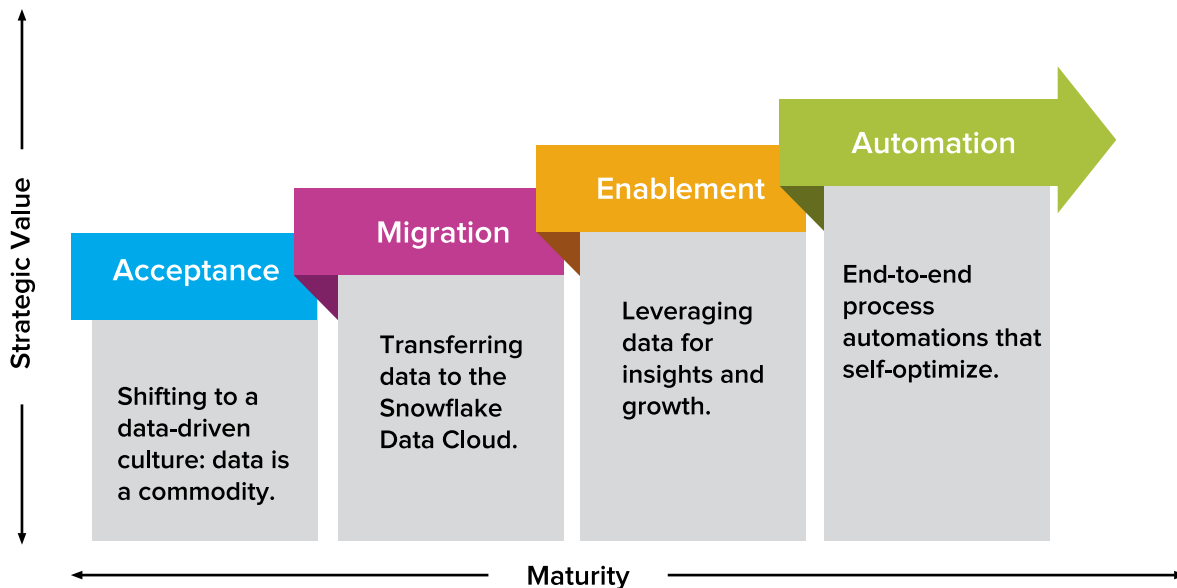 Strategic Value
Acceptance
Shifting to a
data-driven
culture: data is
a commodity.
Migration
Transferring
data to the
Snowflake
Data Cloud.
Enablement
Leveraging
data for
insights and
growth.
Automation
End-to-end
process
automations that
self-optimize.
Maturity